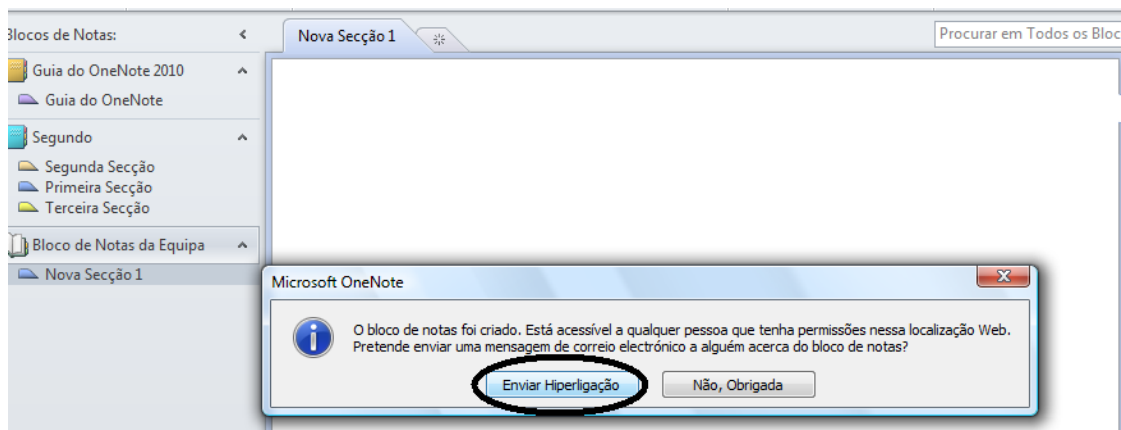 Blocos de Notas:
Nova Secção 1
Procurar em Todos os Bloc
Guia do OneNote 2010
Guia do OneNote
Segundo
Segunda Secção
Primeira Secção
Terceira Secção
Bloco de Notas da Equipa
Nova Secção 1
Microsoft OneNote
O bloco de notas foi criado. Está acessível a qualquer pessoa que tenha permissões nessa localização Web.
Pretende enviar uma mensagem de correio electrónico a alguém acerca do bloco de notas?
Enviar Hiperligação
Não, Obrigada